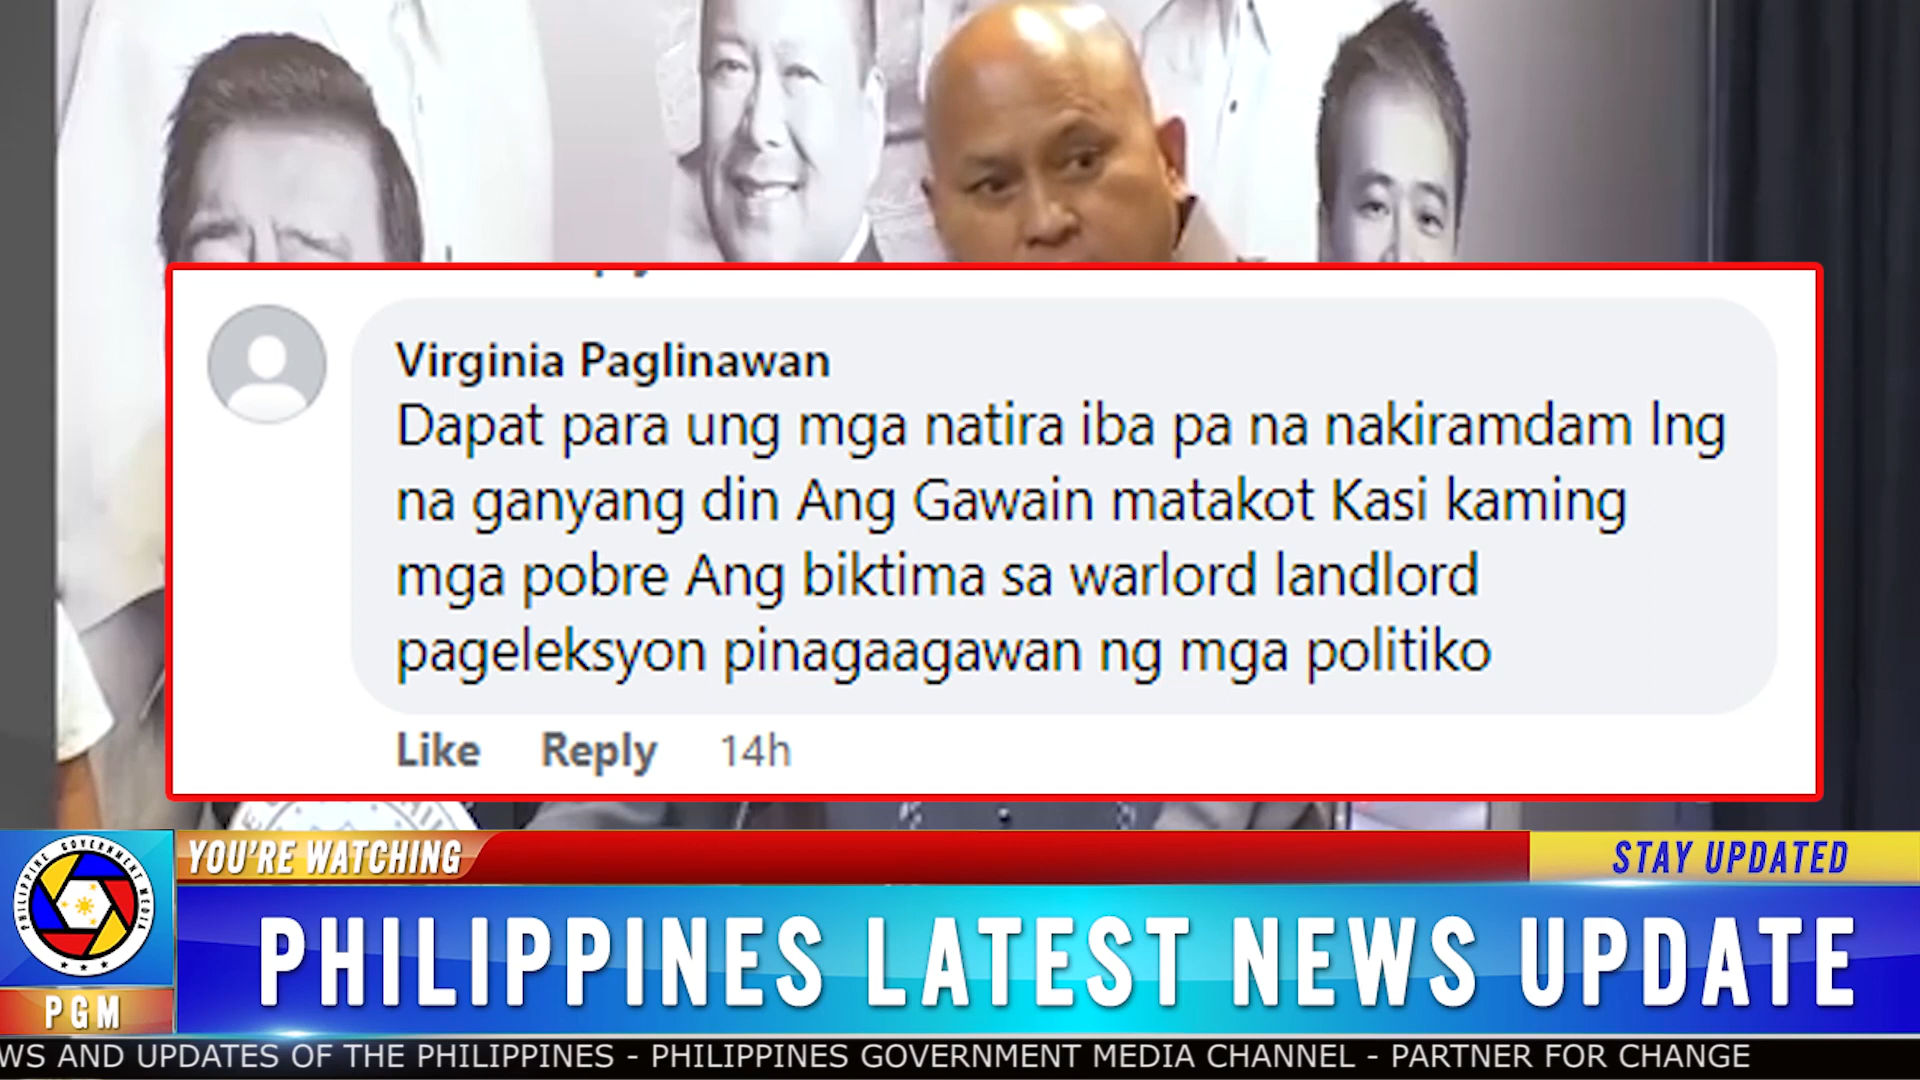 Virginia Paglinawan
Dapat para ung mga natira iba pa na nakiramdam lng
na ganyang din Ang Gawain matakot Kasi kaming
mga pobre Ang biktima sa warlord landlord
pageleksyon pinagaagawan ng mga politiko
Like Reply 14h
YOU'RE WATCHING
STAY UPDATED
PHILIPPINE GOVERNMENT MEDIA
PGM
PHILIPPINES LATEST NEWS UPDATE
WS AND UPDATES OF THE PHILIPPINES - PHILIPPINES GOVERNMENT MEDIA CHANNEL - PARTNER FOR CHANGE